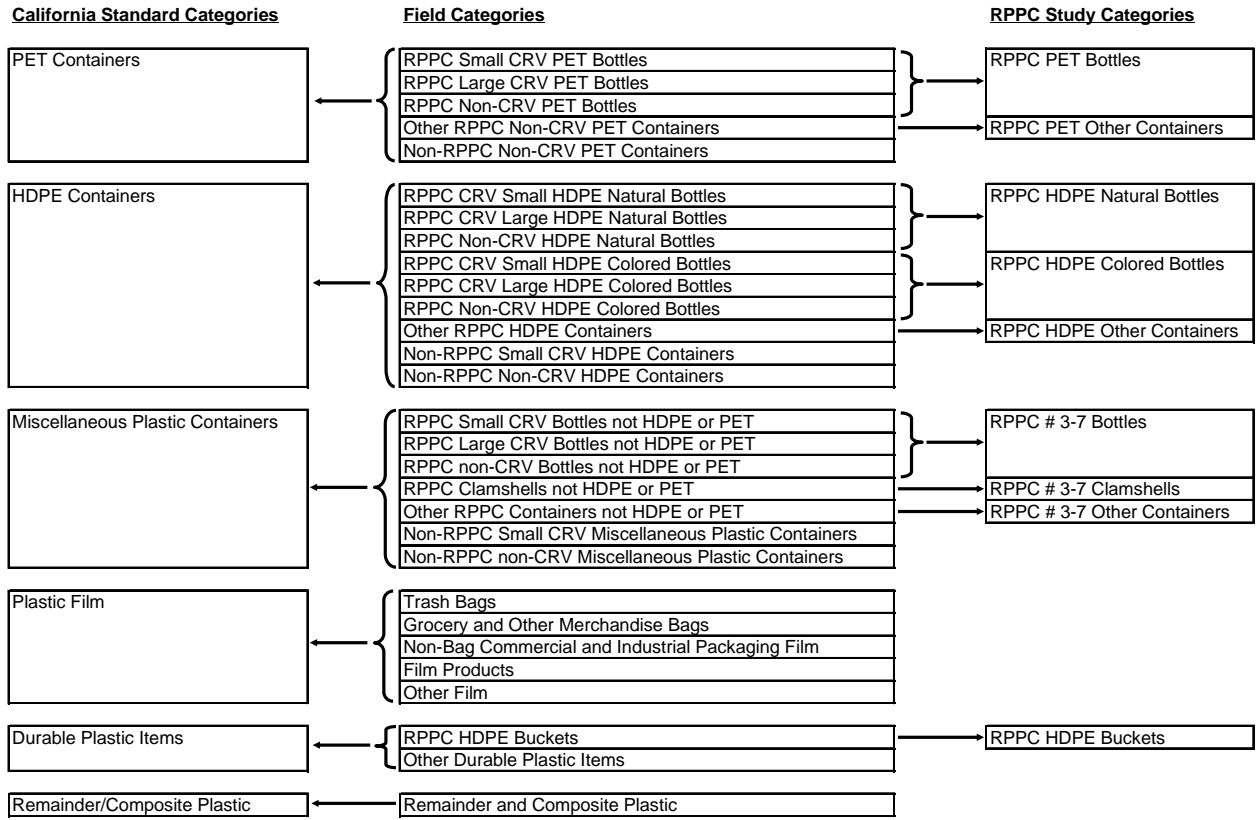 California Standard Categories
Field Categories
RPPC Study Categories
PET Containers
RPPC Small CRV PET Bottles
RPPC Large CRV PET Bottles
RPPC Non-CRV PET Bottles
Other RPPC Non-CRV PET Containers
Non-RPPC Non-CRV PET Containers
RPPC PET Bottles
RPPC PET Other Containers
HDPE Containers
RPPC CRV Small HDPE Natural Bottles
RPPC CRV Large HDPE Natural Bottles
RPPC Non-CRV HDPE Natural Bottles
RPPC CRV Small HDPE Colored Bottles
RPPC CRV Large HDPE Colored Bottles
RPPC Non-CRV HDPE Colored Bottles
Other RPPC HDPE Containers
Non-RPPC Small CRV HDPE Containers
Non-RPPC Non-CRV HDPE Containers
RPPC HDPE Natural Bottles
RPPC HDPE Colored Bottles
RPPC HDPE Other Containers
Miscellaneous Plastic Containers
RPPC Small CRV Bottles not HDPE or PET
RPPC Large CRV Bottles not HDPE or PET
RPPC non-CRV Bottles not HDPE or PET
RPPC Clamshells not HDPE or PET
Other RPPC Containers not HDPE or PET
Non-RPPC Small CRV Miscellaneous Plastic Containers
Non-RPPC non-CRV Miscellaneous Plastic Containers
RPPC # 3-7 Bottles
RPPC # 3-7 Clamshells
RPPC # 3-7 Other Containers
Plastic Film
Trash Bags
Grocery and Other Merchandise Bags
Non-Bag Commercial and Industrial Packaging Film
Film Products
Other Film
Durable Plastic Items
RPPC HDPE Buckets
Other Durable Plastic Items
RPPC HDPE Buckets
Remainder/Composite Plastic
Remainder and Composite Plastic